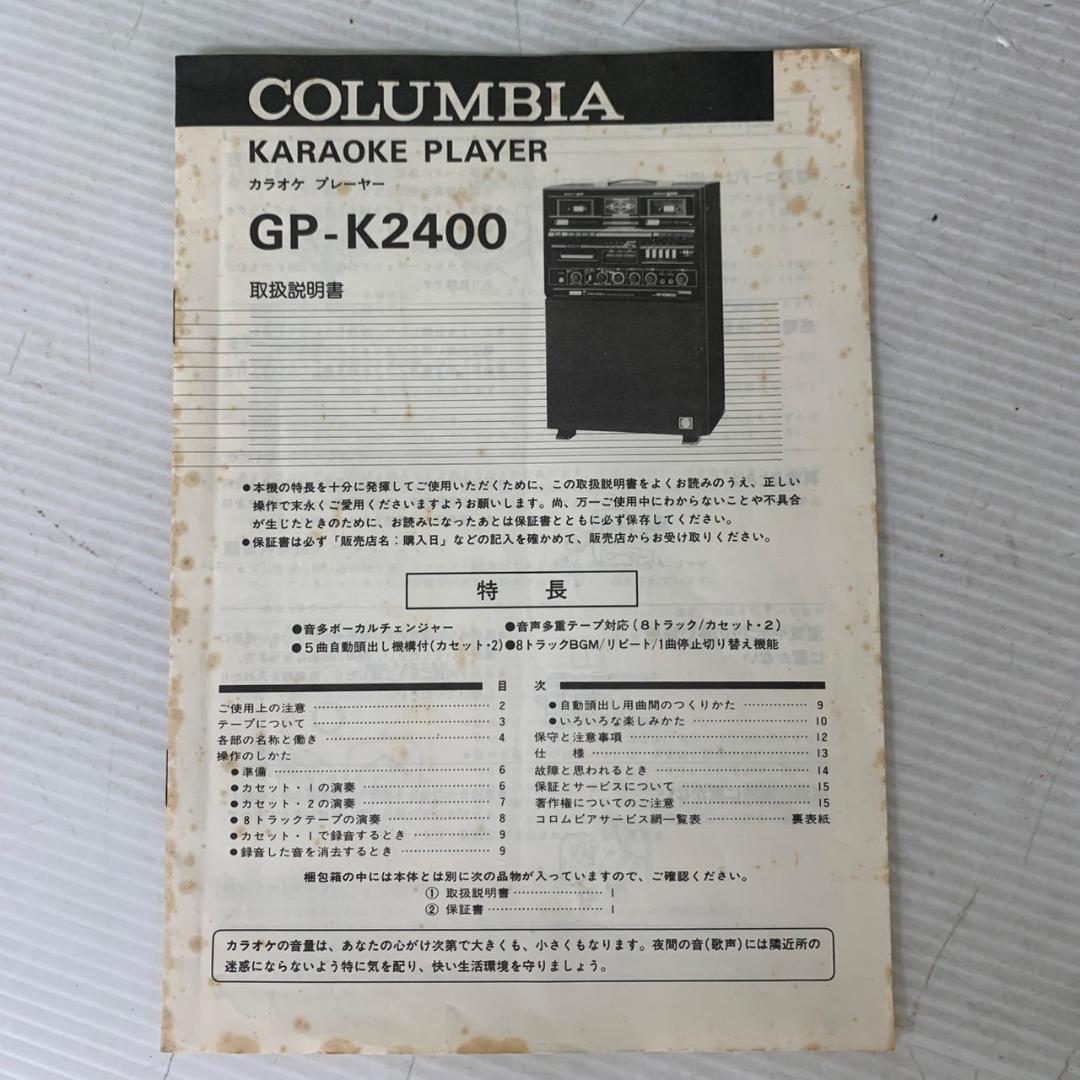 COLUMBIA
KARAOKE PLAYER
カラオケ プレーヤー
GP-K2400
取扱説明書
●本機の特長を十分に発揮してご使用いただくために、この取扱説明書をよくお読みのうえ、正しい
操作で末永くご愛用くださいますようお願いします。尚、万一ご使用中にわからないことや不具合
が生じたときのために、お読みになったあとは保証書とともに必ず保存してください。
●保証書は必ず「販売店名：購入日」などの記入を確かめて、販売店からお受け取りください。
特 長
●音多ボーカルチェンジャー ●音声多重テープ対応(8トラック/カセット・2)
●5曲自動頭出し機構付(カセット・2)●8トラックBGM/リピート/1曲停止切り替え機能
目 次
ご使用上の注意 2
テープについて 3
各部の名称と働き 4
操作のしかた
●準備 6
●カセット・1の演奏 6
●カセット・2の演奏 7
●8トラックテープの演奏 8
●カセット・1で録音するとき 9
●録音した音を消去するとき 9
●自動頭出し用曲間のつくりかた 9
●いろいろな楽しみかた 10
保守と注意事項 12
仕 様 13
故障と思われるとき 14
保証とサービスについて 15
著作権についてのご注意 15
コロムビアサービス網一覧表 裏表紙
梱包箱の中には本体とは別に次の品物が入っていますので、ご確認ください。
① 取扱説明書 1
② 保証書 1
カラオケの音量は、あなたの心がけ次第で大きくも、小さくもなります。夜間の音(歌声)には隣近所の
迷惑にならないよう特に気を配り、快い生活環境を守りましょう。